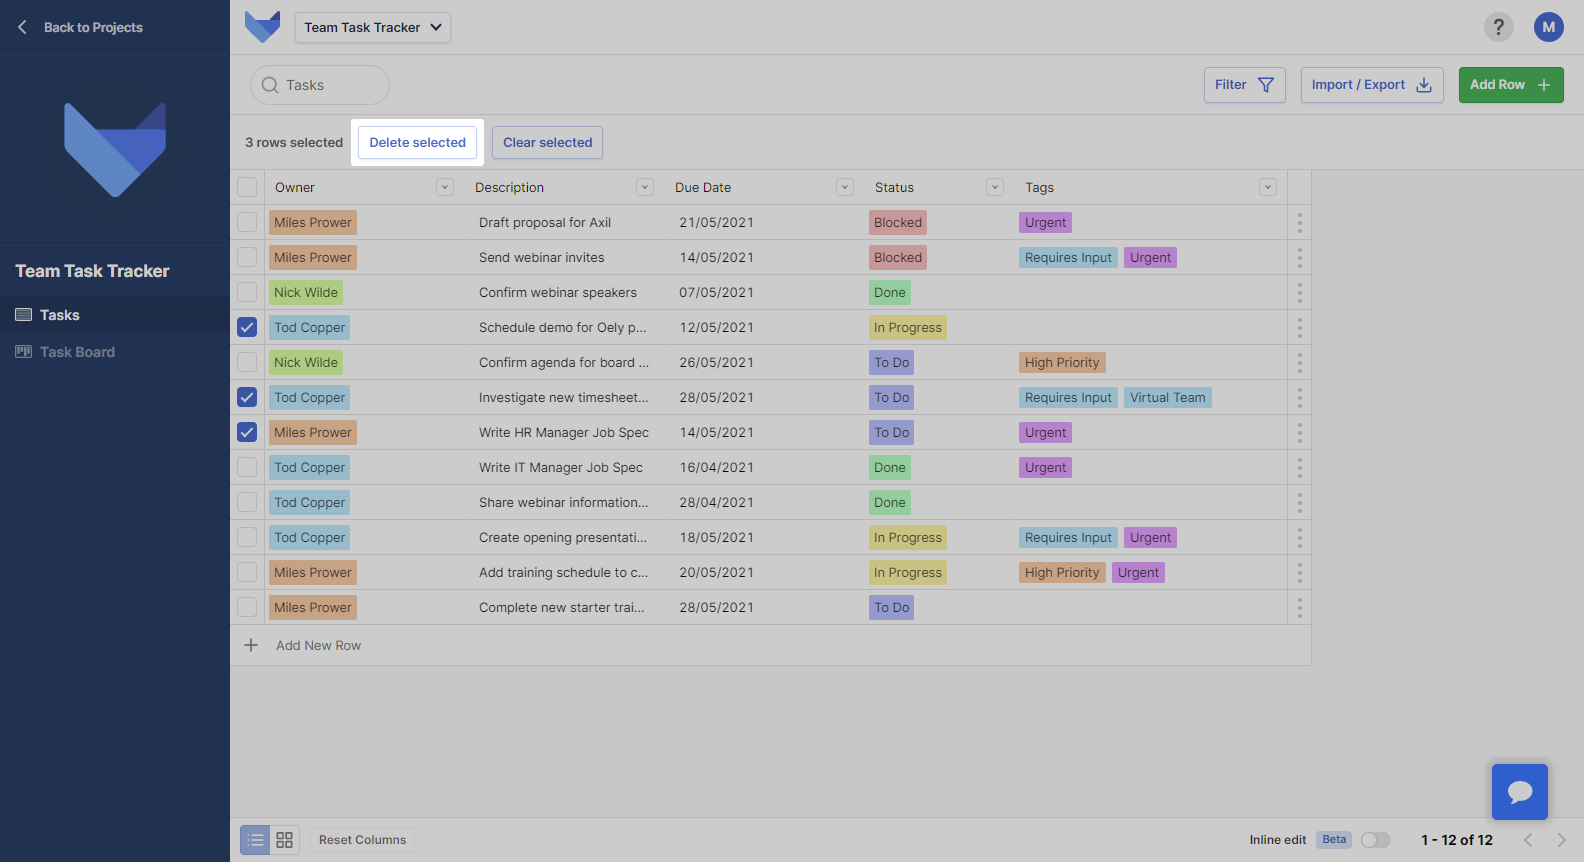 Back to Projects
Team Task Tracker
?
M
Tasks
Filter
Import / Export
Add Row
3 rows selected
Delete selected
Clear selected
Team Task Tracker
Tasks
Task Board
Owner Description Due Date Status Tags
Miles Prower Draft proposal for Axil 21/05/2021 Blocked Urgent
Miles Prower Send webinar invites 14/05/2021 Blocked Requires Input Urgent
Nick Wilde Confirm webinar speakers 07/05/2021 Done
Tod Copper Schedule demo for Oely p... 12/05/2021 In Progress
Nick Wilde Confirm agenda for board ... 26/05/2021 To Do High Priority
Tod Copper Investigate new timesheet... 28/05/2021 To Do Requires Input Virtual Team
Miles Prower Write HR Manager Job Spec 14/05/2021 To Do Urgent
Tod Copper Write IT Manager Job Spec 16/04/2021 Done Urgent
Tod Copper Share webinar information... 28/04/2021 Done
Tod Copper Create opening presentati... 18/05/2021 In Progress Requires Input Urgent
Miles Prower Add training schedule to c... 20/05/2021 In Progress High Priority Urgent
Miles Prower Complete new starter trai... 28/05/2021 To Do
Add New Row
Reset Columns
Inline edit Beta
1 - 12 of 12